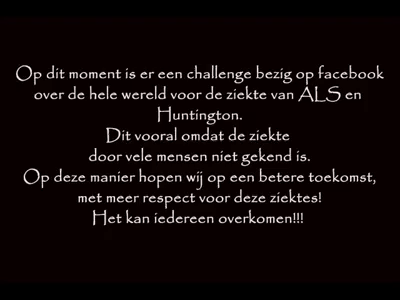 Op dit moment is er een challenge bezig op facebook
over de hele wereld voor de ziekte van ALS en
Huntington.
Dit vooral omdat de ziekte
door vele mensen niet gekend is.
Op deze manier hopen wij op een betere toekomst,
met meer respect voor deze ziektes!
Het kan iedereen overkomen!!!